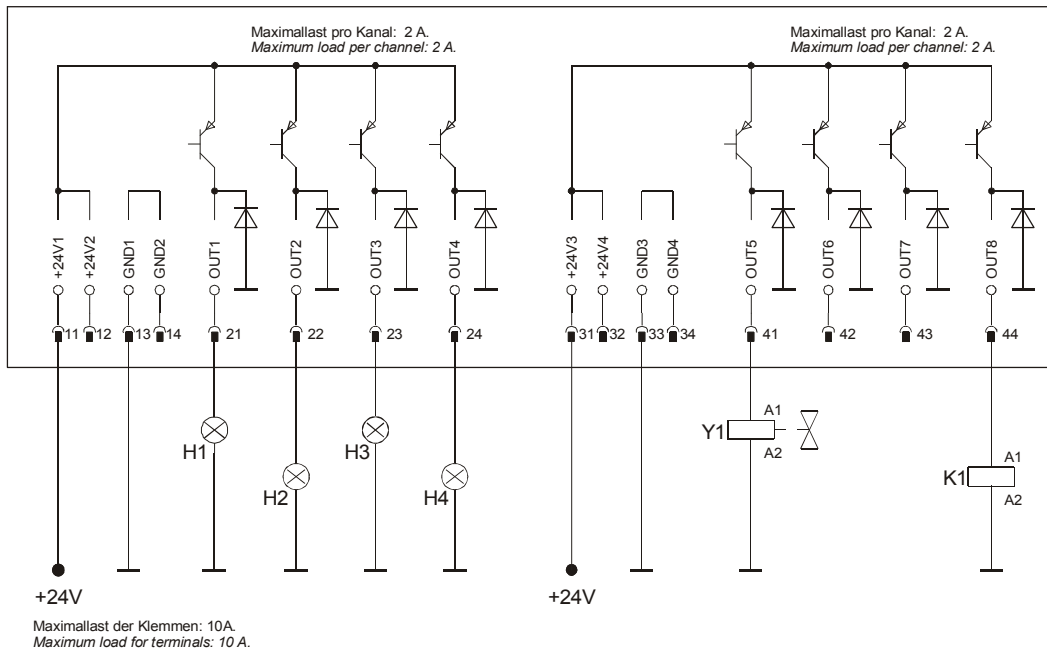 Maximallast pro Kanal: 2 A.
Maximum load per channel: 2 A.
Maximallast pro Kanal: 2 A.
Maximum load per channel: 2 A.
+24V1
+24V2
GND1
GND2
OUT1
OUT2
OUT3
OUT4
+24V3
+24V4
GND3
GND4
OUT5
OUT6
OUT7
OUT8
11
12
13
14
21
22
23
24
31
32
33
34
41
42
43
44
H1
H2
H3
H4
Y1
A1
A2
K1
A1
A2
+24V
+24V
Maximallast der Klemmen: 10A.
Maximum load for terminals: 10 A.